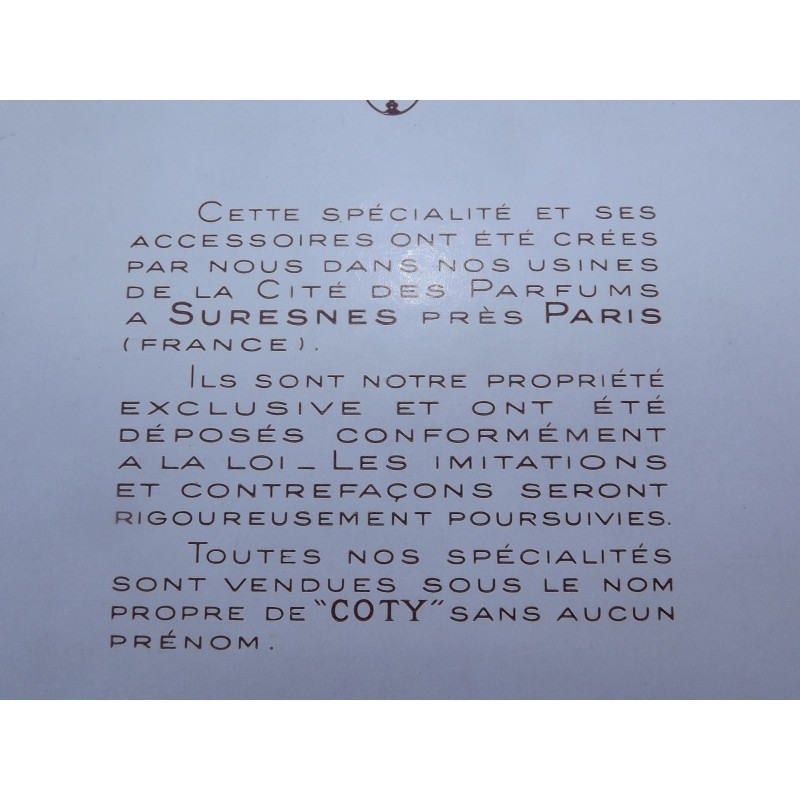 CETTE SPÉCIALITÉ ET SES
ACCESSOIRES ONT ÉTÉ CRÉES
PAR NOUS DANS NOS USINES
DE LA CITÉ DES PARFUMS
A SURESNES PRÈS PARIS
(FRANCE).
ILS SONT NOTRE PROPRIÉTÉ
EXCLUSIVE ET ONT ÉTÉ
DÉPOSÉS CONFORMÉMENT
A LA LOI _ LES IMITATIONS
ET CONTREFAÇONS SERONT
RIGOUREUSEMENT POURSUIVIES.
TOUTES NOS SPÉCIALITÉS
SONT VENDUES SOUS LE NOM
PROPRE DE "COTY" SANS AUCUN
PRÉNOM.